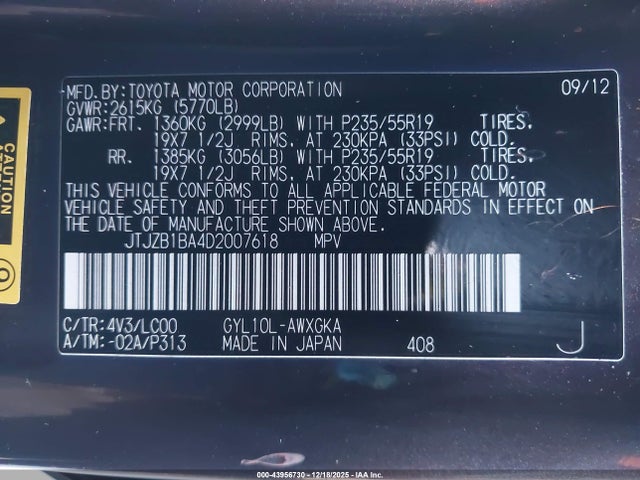 MFD.BY:TOYOTA MOTOR CORPORATION 09/12
GVWR:2615KG (5770LB)
GAWR:FRT. 1360KG (2999LB) WITH P235/55R19 TIRES.
19X7 1/2J RIMS. AT 230KPA (33PSI) COLD.
RR. 1385KG (3056LB) WITH P235/55R19 TIRES.
19X7 1/2J RIMS. AT 230KPA (33PSI) COLD.
THIS VEHICLE CONFORMS TO ALL APPLICABLE FEDERAL MOTOR
VEHICLE SAFETY AND THEFT PREVENTION STANDARDS IN EFFECT ON
THE DATE OF MANUFACTURE SHOWN ABOVE.
JTJZB1BA4D2007618 MPV
C/TR:4V3/LC00 GYL10L-AWXGKA
A/TM:-02A/P313 MADE IN JAPAN 408 J
CAUTION
000-43956730 - 12/18/2025 - IAA Inc.